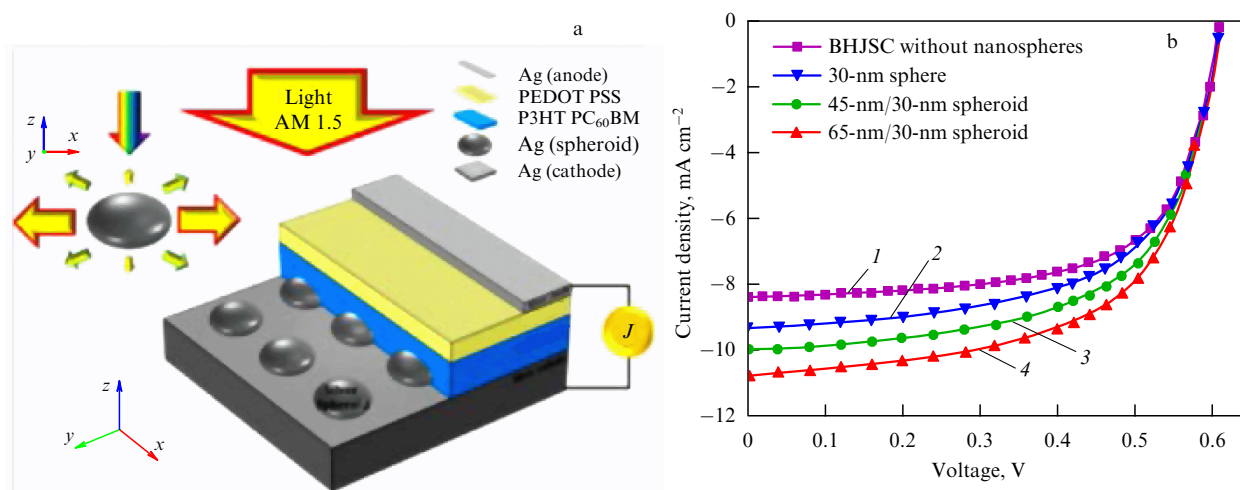 a
Light
AM 1.5
Ag (anode)
PEDOT PSS
P3HT PC₆₀BM
Ag (spheroid)
Ag (cathode)
z
x
y
J
z
y
x
b
BHJSC without nanospheres
30-nm sphere
45-nm/30-nm spheroid
65-nm/30-nm spheroid
1
2
3
4
Current density, mA cm⁻²
0
−2
−4
−6
−8
−10
−12
0 0.1 0.2 0.3 0.4 0.5 0.6
Voltage, V